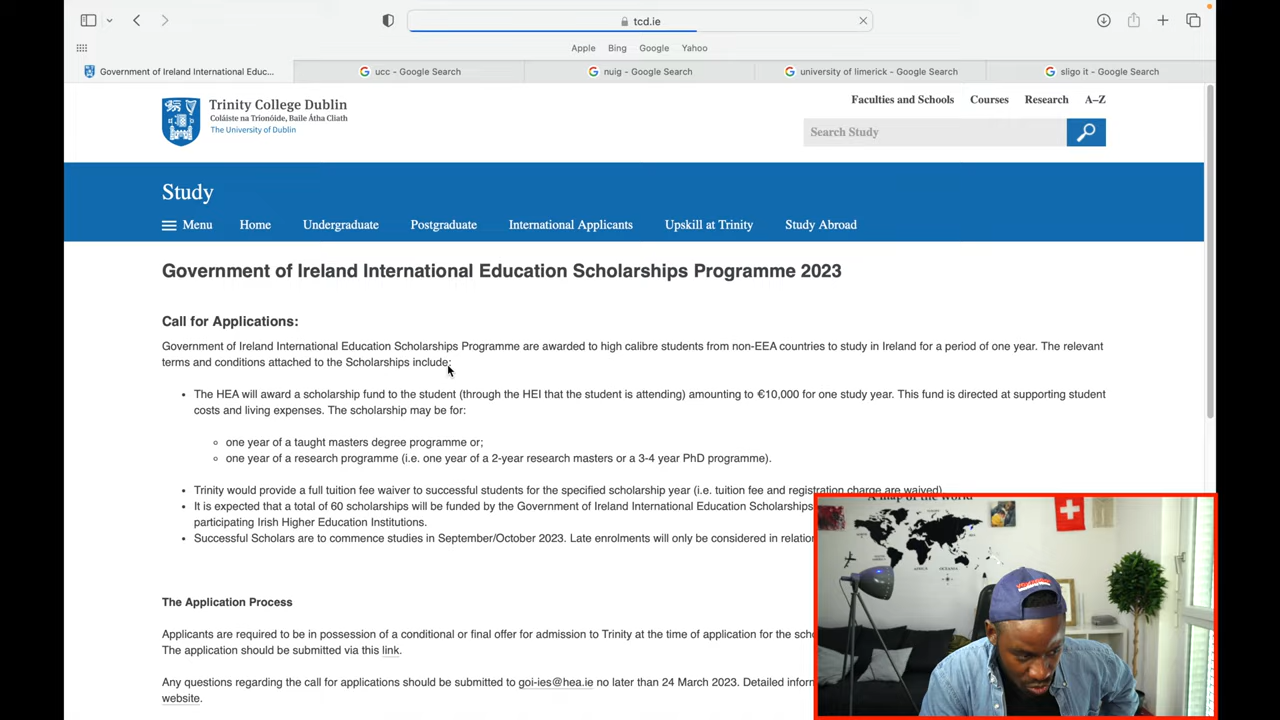 tcd.ie
Apple Bing Google Yahoo
Government of Ireland International Educ... ucc - Google Search nuig - Google Search university of limerick - Google Search sligo it - Google Search
Trinity College Dublin
Coláiste na Tríonóide, Baile Átha Cliath
The University of Dublin
Faculties and Schools Courses Research A–Z
Search Study
Study
Menu Home Undergraduate Postgraduate International Applicants Upskill at Trinity Study Abroad
Government of Ireland International Education Scholarships Programme 2023
Call for Applications:
Government of Ireland International Education Scholarships Programme are awarded to high calibre students from non-EEA countries to study in Ireland for a period of one year. The relevant
terms and conditions attached to the Scholarships include:
The HEA will award a scholarship fund to the student (through the HEI that the student is attending) amounting to €10,000 for one study year. This fund is directed at supporting student
costs and living expenses. The scholarship may be for:
one year of a taught masters degree programme or;
one year of a research programme (i.e. one year of a 2-year research masters or a 3-4 year PhD programme).
Trinity would provide a full tuition fee waiver to successful students for the specified scholarship year (i.e. tuition fee and registration charge are waived)
It is expected that a total of 60 scholarships will be funded by the Government of Ireland International Education Scholarships
participating Irish Higher Education Institutions.
Successful Scholars are to commence studies in September/October 2023. Late enrolments will only be considered in relation
A map of the world
AFRICA
OCEANIA
The Application Process
Applicants are required to be in possession of a conditional or final offer for admission to Trinity at the time of application for the
The application should be submitted via this link.
Any questions regarding the call for applications should be submitted to goi-ies@hea.ie no later than 24 March 2023. Detailed
website.